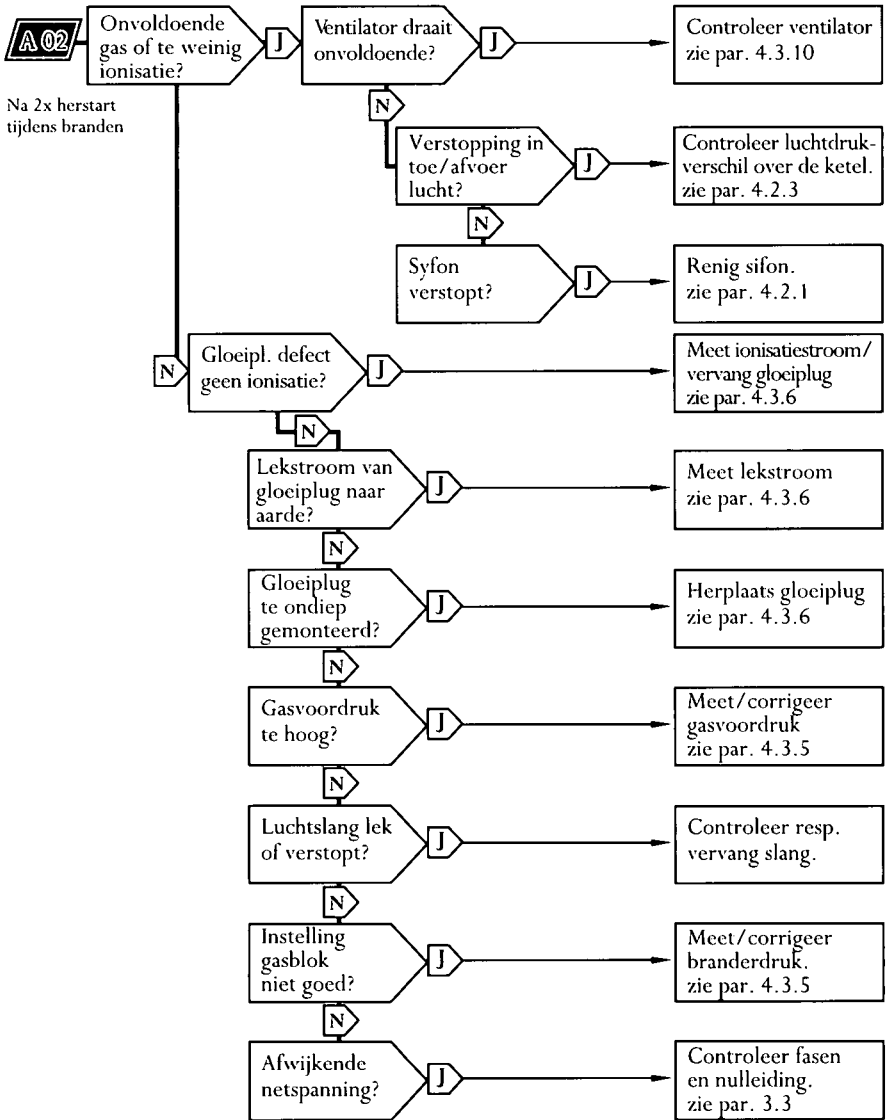 A 02
Onvoldoende
gas of te weinig
ionisatie?
J
Ventilator draait
onvoldoende?
J
Controleer ventilator
zie par. 4.3.10
Na 2x herstart
tijdens branden
N
Verstopping in
toe/afvoer
lucht?
J
Controleer luchtdruk-
verschil over de ketel.
zie par. 4.2.3
N
Syfon
verstopt?
J
Renig sifon.
zie par. 4.2.1
N
Gloeipl. defect
geen ionisatie?
J
Meet ionisatiestroom/
vervang gloeiplug
zie par. 4.3.6
N
Lekstroom van
gloeiplug naar
aarde?
J
Meet lekstroom
zie par. 4.3.6
N
Gloeiplug
te ondiep
gemonteerd?
J
Herplaats gloeiplug
zie par. 4.3.6
N
Gasvoordruk
te hoog?
J
Meet/corrigeer
gasvoordruk
zie par. 4.3.5
N
Luchtslang lek
of verstopt?
J
Controleer resp.
vervang slang.
N
Instelling
gasblok
niet goed?
J
Meet/corrigeer
branderdruk.
zie par. 4.3.5
N
Afwijkende
netspanning?
J
Controleer fasen
en nulleiding.
zie par. 3.3